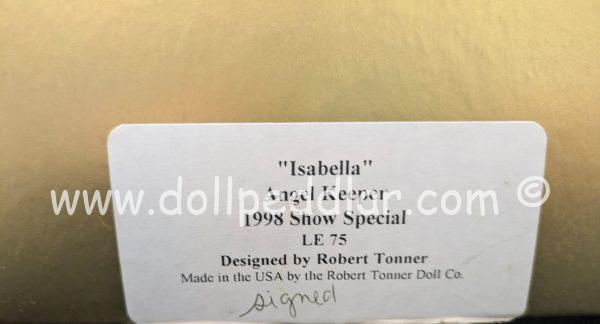 "Isabella"
Angel Keeper
www.dollpeddlar.com ©
1998 Show Special
LE 75
Designed by Robert Tonner
Made in the USA by the Robert Tonner Doll Co.
signed